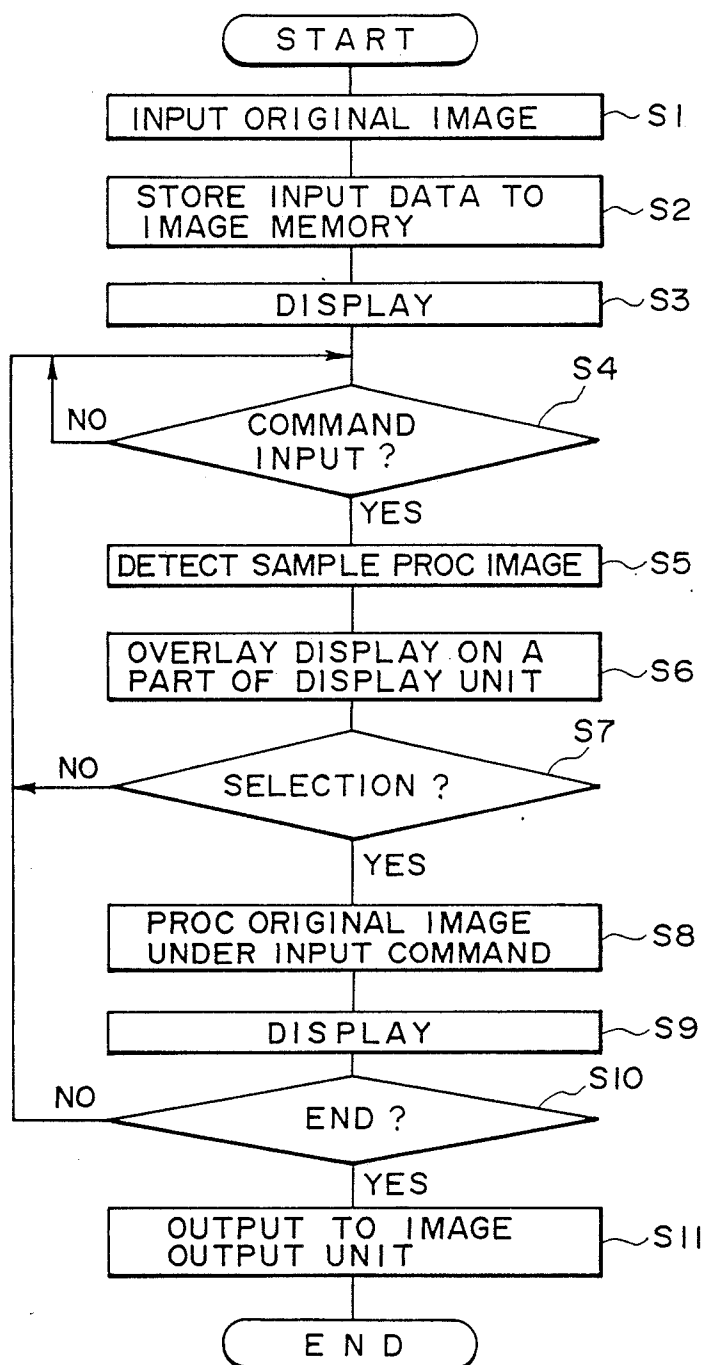 START
INPUT ORIGINAL IMAGE
S1
STORE INPUT DATA TO
IMAGE MEMORY
S2
DISPLAY
S3
S4
NO
COMMAND
INPUT ?
YES
DETECT SAMPLE PROC IMAGE
S5
OVERLAY DISPLAY ON A
PART OF DISPLAY UNIT
S6
S7
NO
SELECTION ?
YES
PROC ORIGINAL IMAGE
UNDER INPUT COMMAND
S8
DISPLAY
S9
S10
NO
END ?
YES
OUTPUT TO IMAGE
OUTPUT UNIT
S11
END